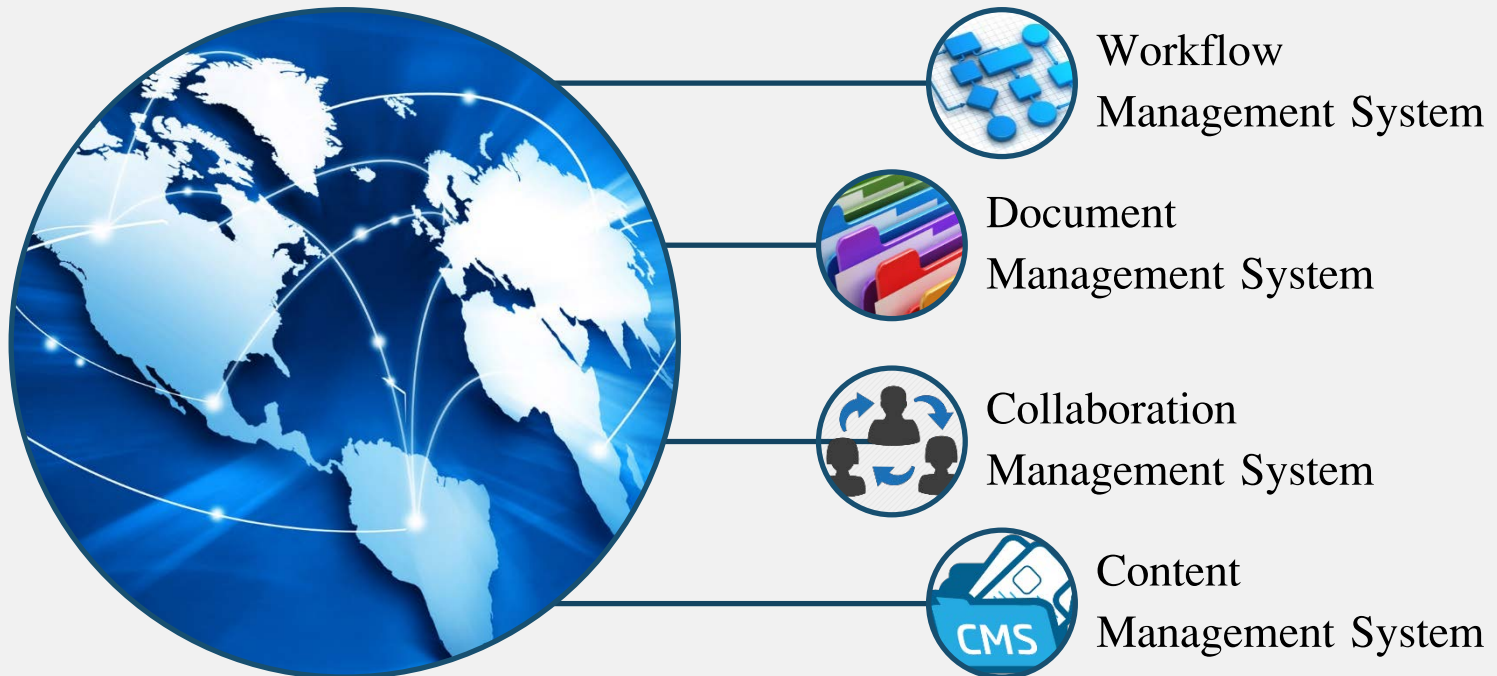 Workflow
Management System
Document
Management System
Collaboration
Management System
CMS
Content
Management System